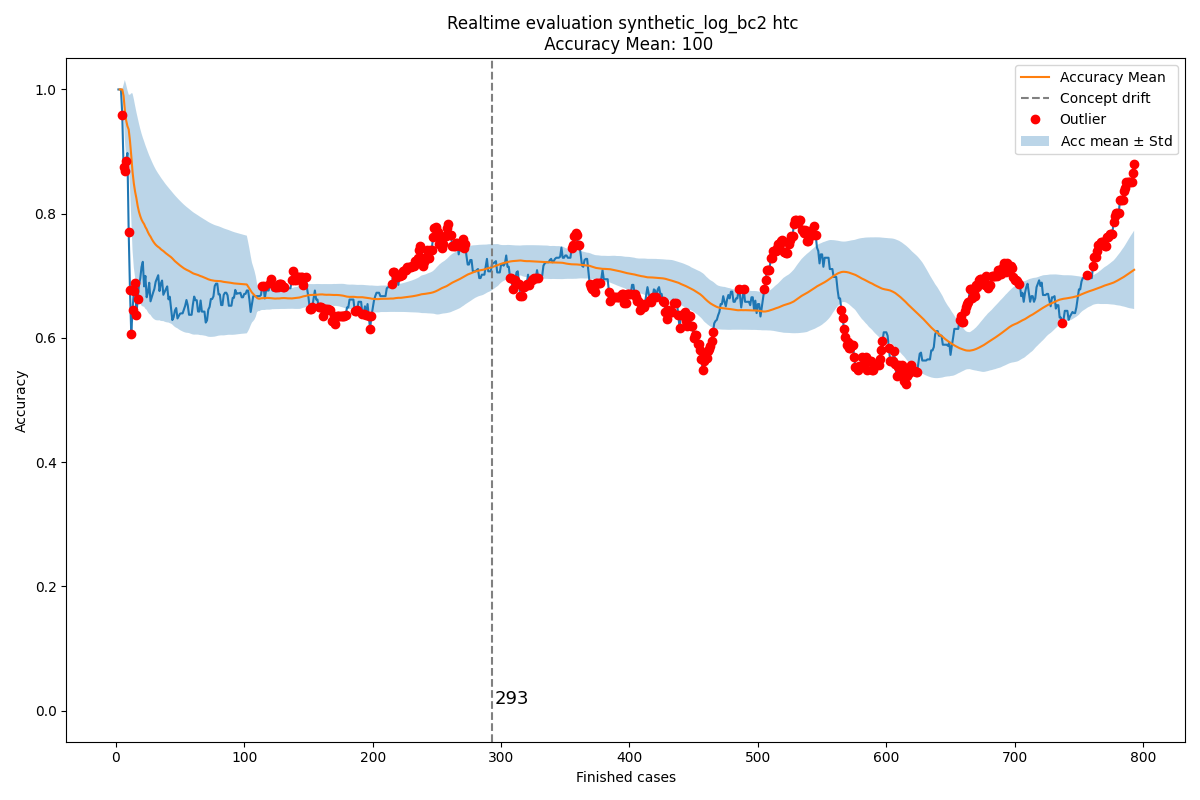 Realtime evaluation synthetic_log_bc2 htc
Accuracy Mean: 100
Accuracy Mean
Concept drift
Outlier
Acc mean ± Std
1.0
0.8
0.6
0.4
0.2
0.0
Accuracy
293
0 100 200 300 400 500 600 700 800
Finished cases